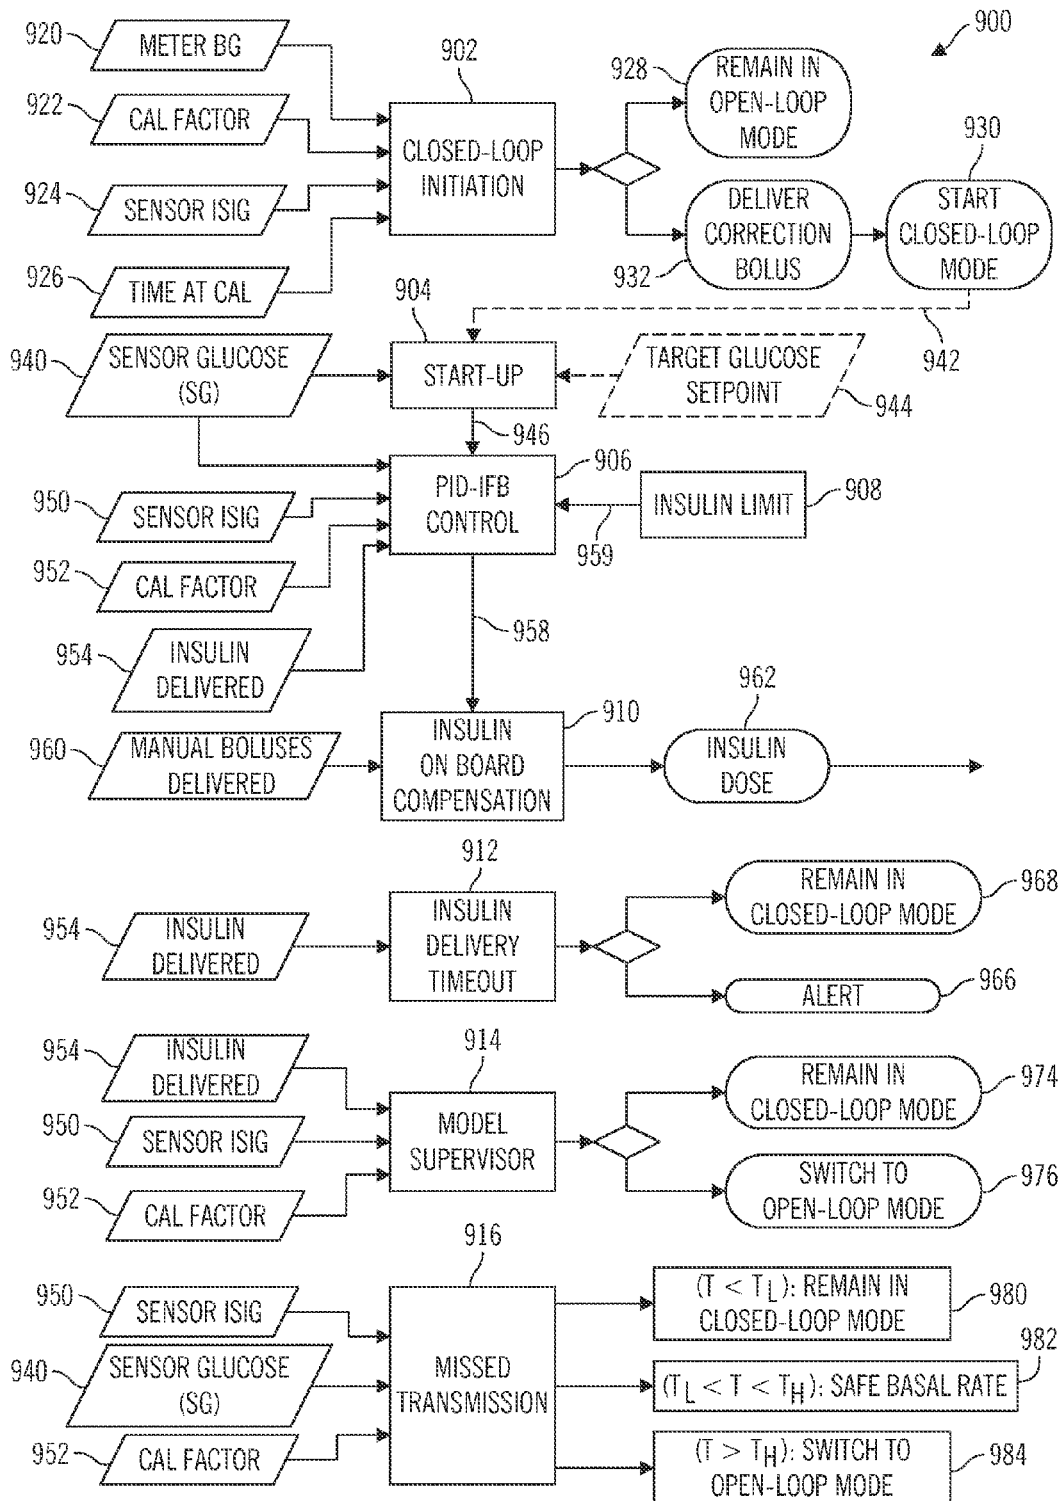 920
METER BG
902
900
928
REMAIN IN
OPEN-LOOP
MODE
922
CAL FACTOR
CLOSED-LOOP
INITIATION
930
924
SENSOR ISIG
DELIVER
CORRECTION
BOLUS
932
START
CLOSED-LOOP
MODE
926
TIME AT CAL
904
942
940
SENSOR GLUCOSE
(SG)
START-UP
TARGET GLUCOSE
SETPOINT
944
946
906
PID-IFB
CONTROL
INSULIN LIMIT
908
959
950
SENSOR ISIG
952
CAL FACTOR
958
954
INSULIN
DELIVERED
910
962
960
MANUAL BOLUSES
DELIVERED
INSULIN
ON BOARD
COMPENSATION
INSULIN
DOSE
912
954
INSULIN
DELIVERED
INSULIN
DELIVERY
TIMEOUT
REMAIN IN
CLOSED-LOOP MODE
968
ALERT
966
954
INSULIN
DELIVERED
914
950
SENSOR ISIG
MODEL
SUPERVISOR
REMAIN IN
CLOSED-LOOP MODE
974
952
CAL FACTOR
SWITCH TO
OPEN-LOOP MODE
976
916
950
SENSOR ISIG
940
SENSOR GLUCOSE
(SG)
MISSED
TRANSMISSION
952
CAL FACTOR
(T < TL): REMAIN IN
CLOSED-LOOP MODE
980
982
(TL < T < TH): SAFE BASAL RATE
(T > TH): SWITCH TO
OPEN-LOOP MODE
984